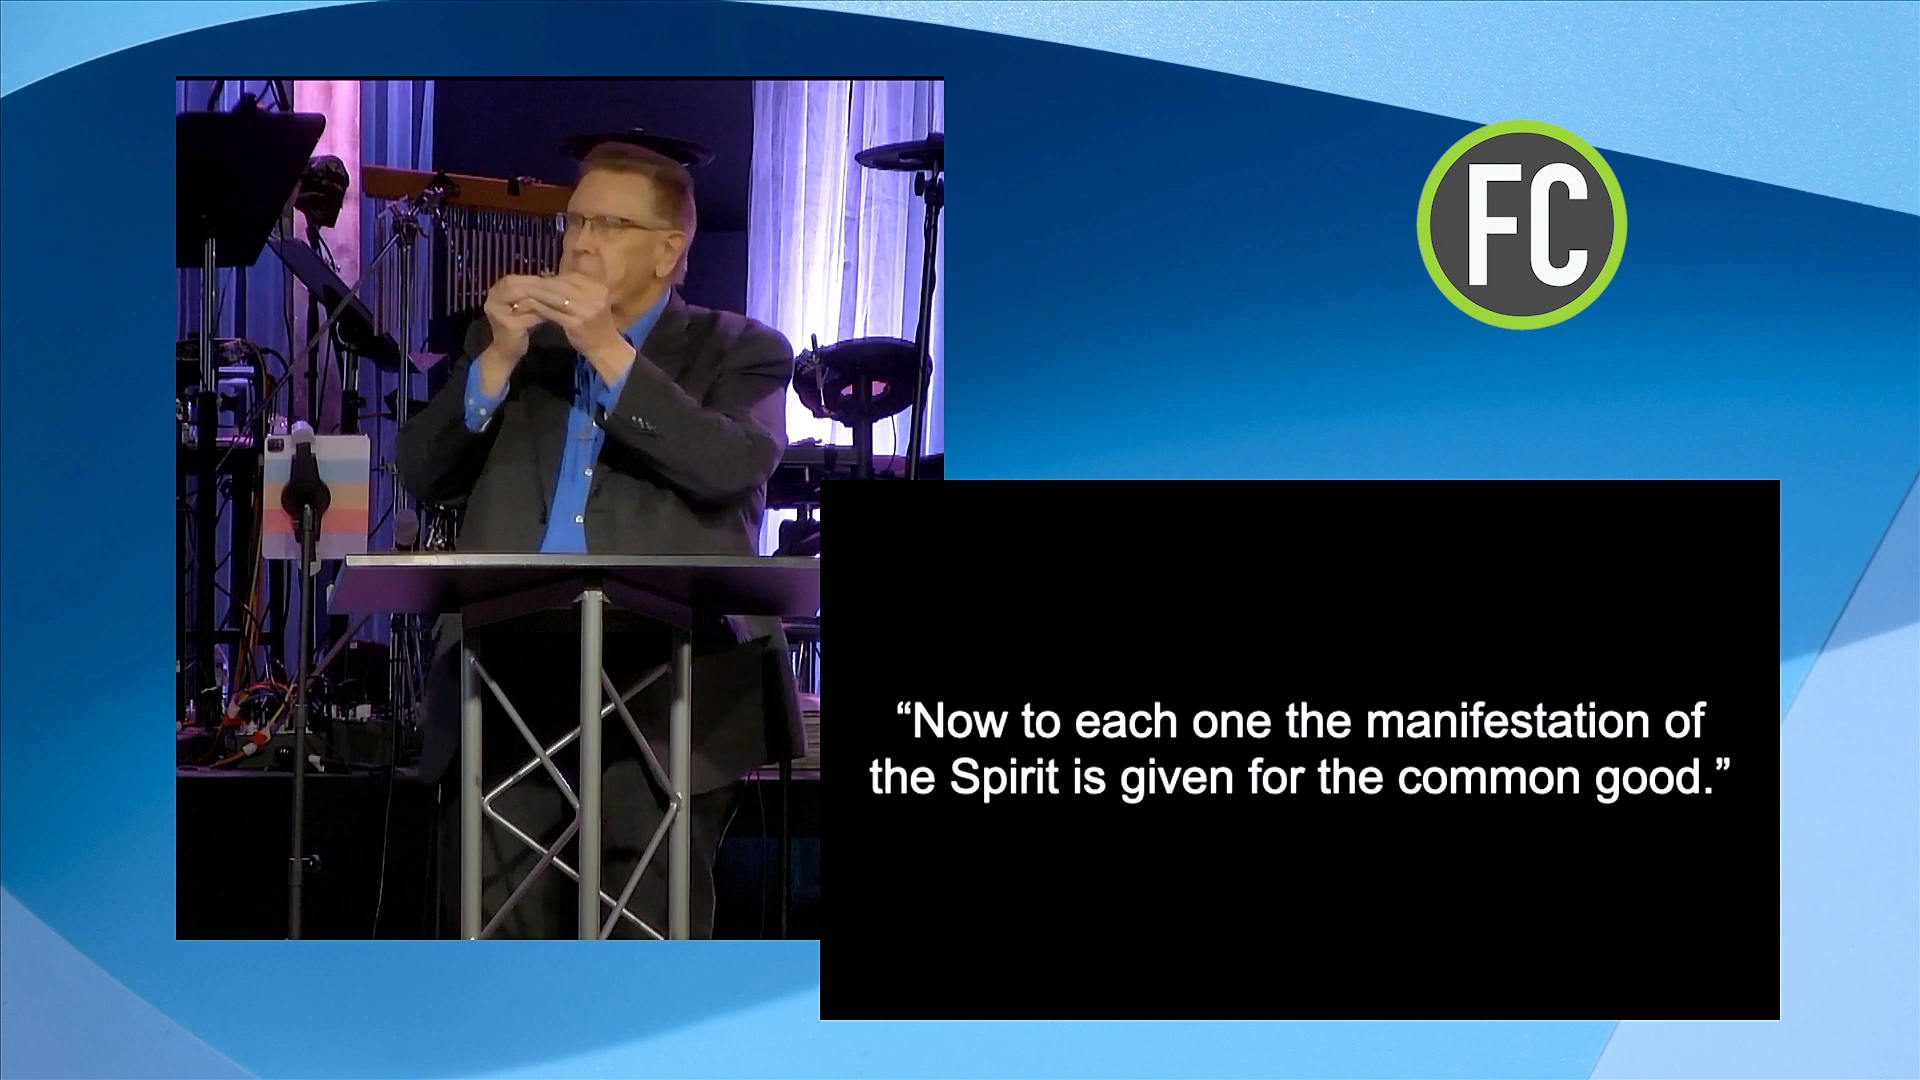 FC
“Now to each one the manifestation of
the Spirit is given for the common good.”